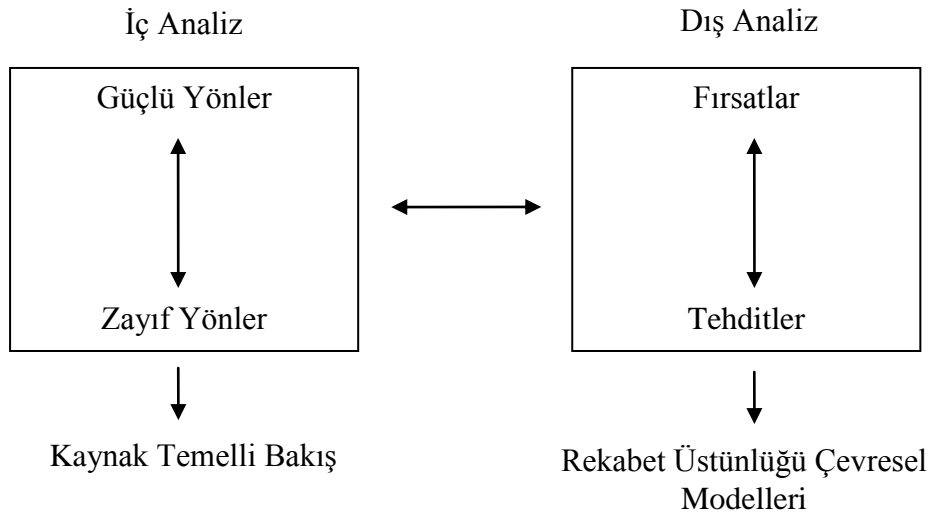 İç Analiz
Dış Analiz
Güçlü Yönler
Fırsatlar
Zayıf Yönler
Tehditler
Kaynak Temelli Bakış
Rekabet Üstünlüğü Çevresel
Modelleri